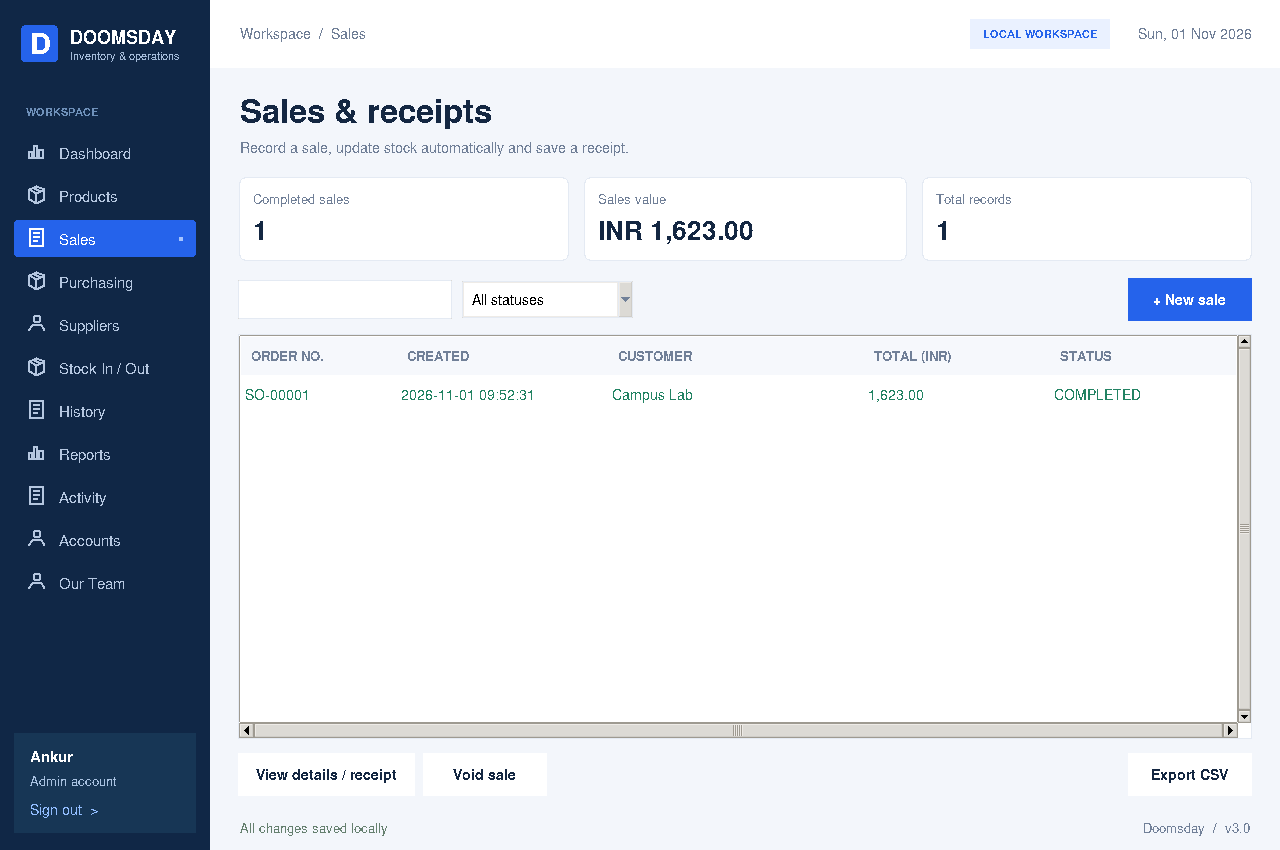 D DOOMSDAY
Inventory & operations
WORKSPACE
Dashboard
Products
Sales
Purchasing
Suppliers
Stock In / Out
History
Reports
Activity
Accounts
Our Team
Ankur
Admin account
Sign out >
Workspace / Sales
LOCAL WORKSPACE
Sun, 01 Nov 2026
Sales & receipts
Record a sale, update stock automatically and save a receipt.
Completed sales
1
Sales value
INR 1,623.00
Total records
1
All statuses
+ New sale
ORDER NO. CREATED CUSTOMER TOTAL (INR) STATUS
SO-00001 2026-11-01 09:52:31 Campus Lab 1,623.00 COMPLETED
View details / receipt
Void sale
Export CSV
All changes saved locally
Doomsday / v3.0